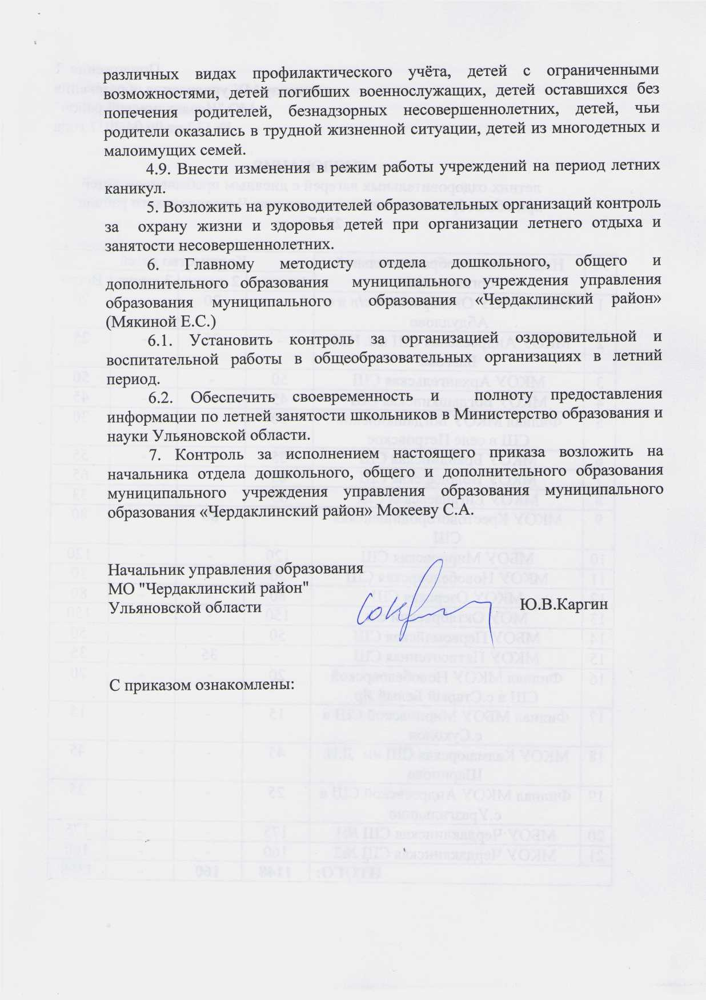 различных видах профилактического учёта, детей с ограниченными
возможностями, детей погибших военнослужащих, детей оставшихся без
попечения родителей, безнадзорных несовершеннолетних, детей, чьи
родители оказались в трудной жизненной ситуации, детей из многодетных и
малоимущих семей.
4.9. Внести изменения в режим работы учреждений на период летних
каникул.
5. Возложить на руководителей образовательных организаций контроль
за охрану жизни и здоровья детей при организации летнего отдыха и
занятости несовершеннолетних.
6. Главному методисту отдела дошкольного, общего и
дополнительного образования муниципального учреждения управления
образования муниципального образования «Чердаклинский район»
(Мякиной Е.С.)
6.1. Установить контроль за организацией оздоровительной и
воспитательной работы в общеобразовательных организациях в летний
период.
6.2. Обеспечить своевременность и полноту предоставления
информации по летней занятости школьников в Министерство образования и
науки Ульяновской области.
7. Контроль за исполнением настоящего приказа возложить на
начальника отдела дошкольного, общего и дополнительного образования
муниципального учреждения управления образования муниципального
образования «Чердаклинский район» Мокееву С.А.
Начальник управления образования
МО "Чердаклинский район"
Ульяновской области Ю.В.Каргин
С приказом ознакомлены: